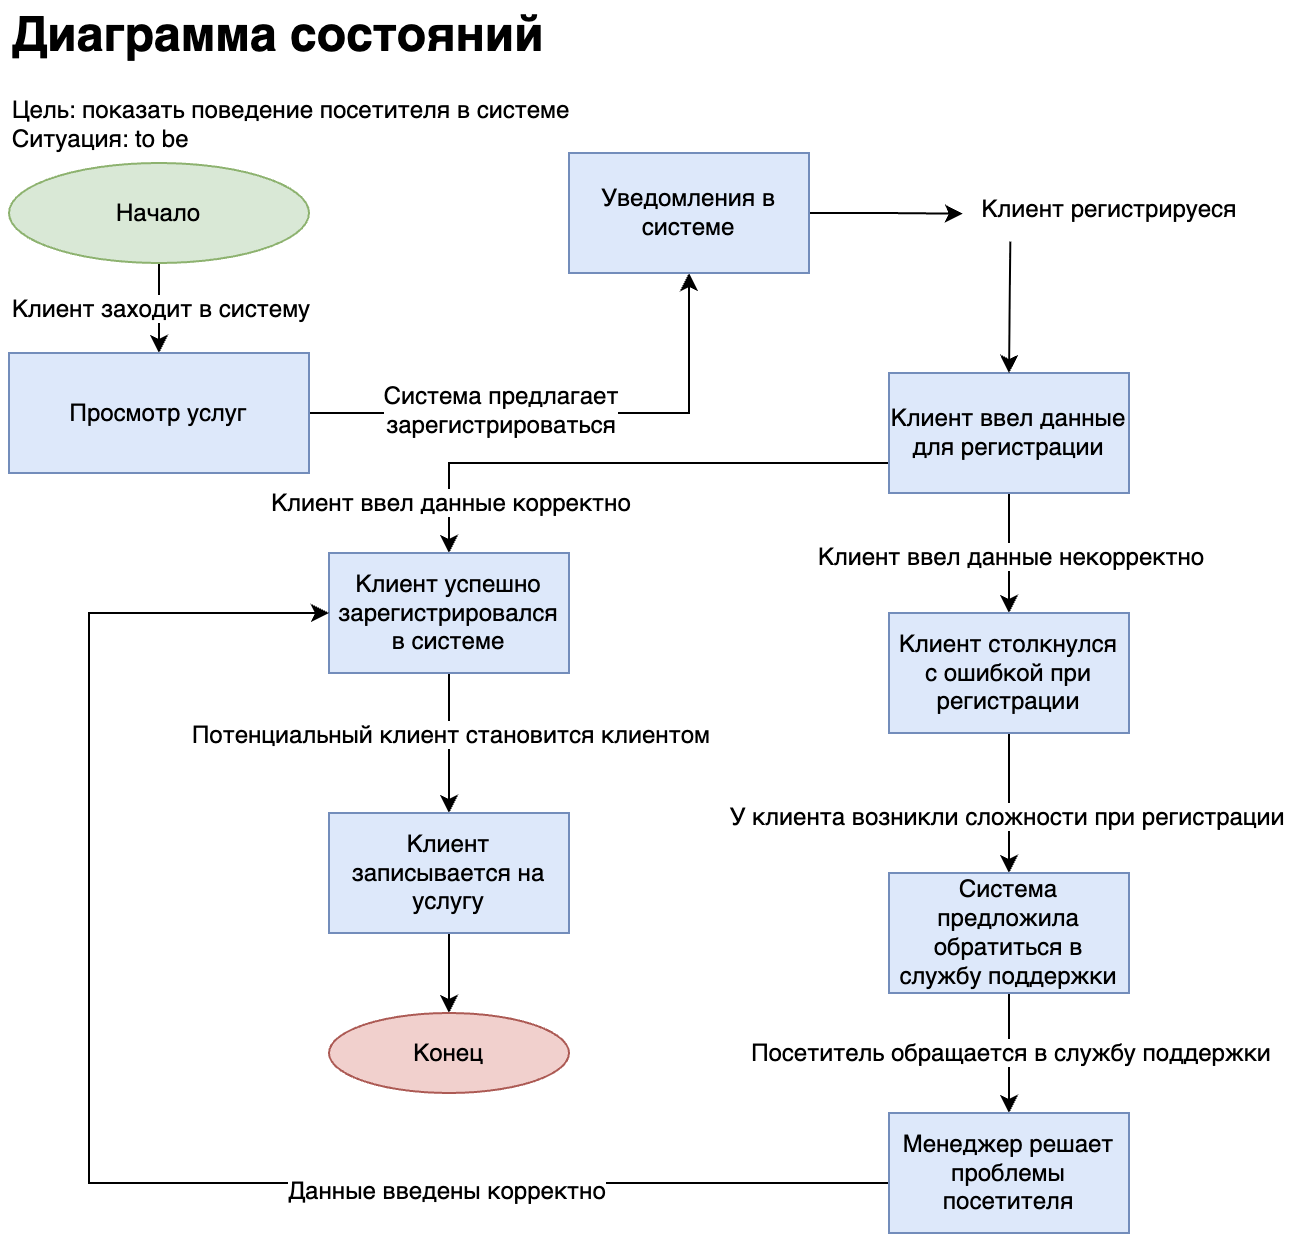 Диаграмма состояний
Цель: показать поведение посетителя в системе
Ситуация: to be
Начало
Клиент заходит в систему
Просмотр услуг
Система предлагает
зарегистрироваться
Уведомления в
системе
Клиент регистрируеся
Клиент ввел данные
для регистрации
Клиент ввел данные корректно
Клиент успешно
зарегистрировался
в системе
Потенциальный клиент становится клиентом
Клиент
записывается на
услугу
Конец
Клиент ввел данные некорректно
Клиент столкнулся
с ошибкой при
регистрации
У клиента возникли сложности при регистрации
Система
предложила
обратиться в
службу поддержки
Посетитель обращается в службу поддержки
Менеджер решает
проблемы
посетителя
Данные введены корректно